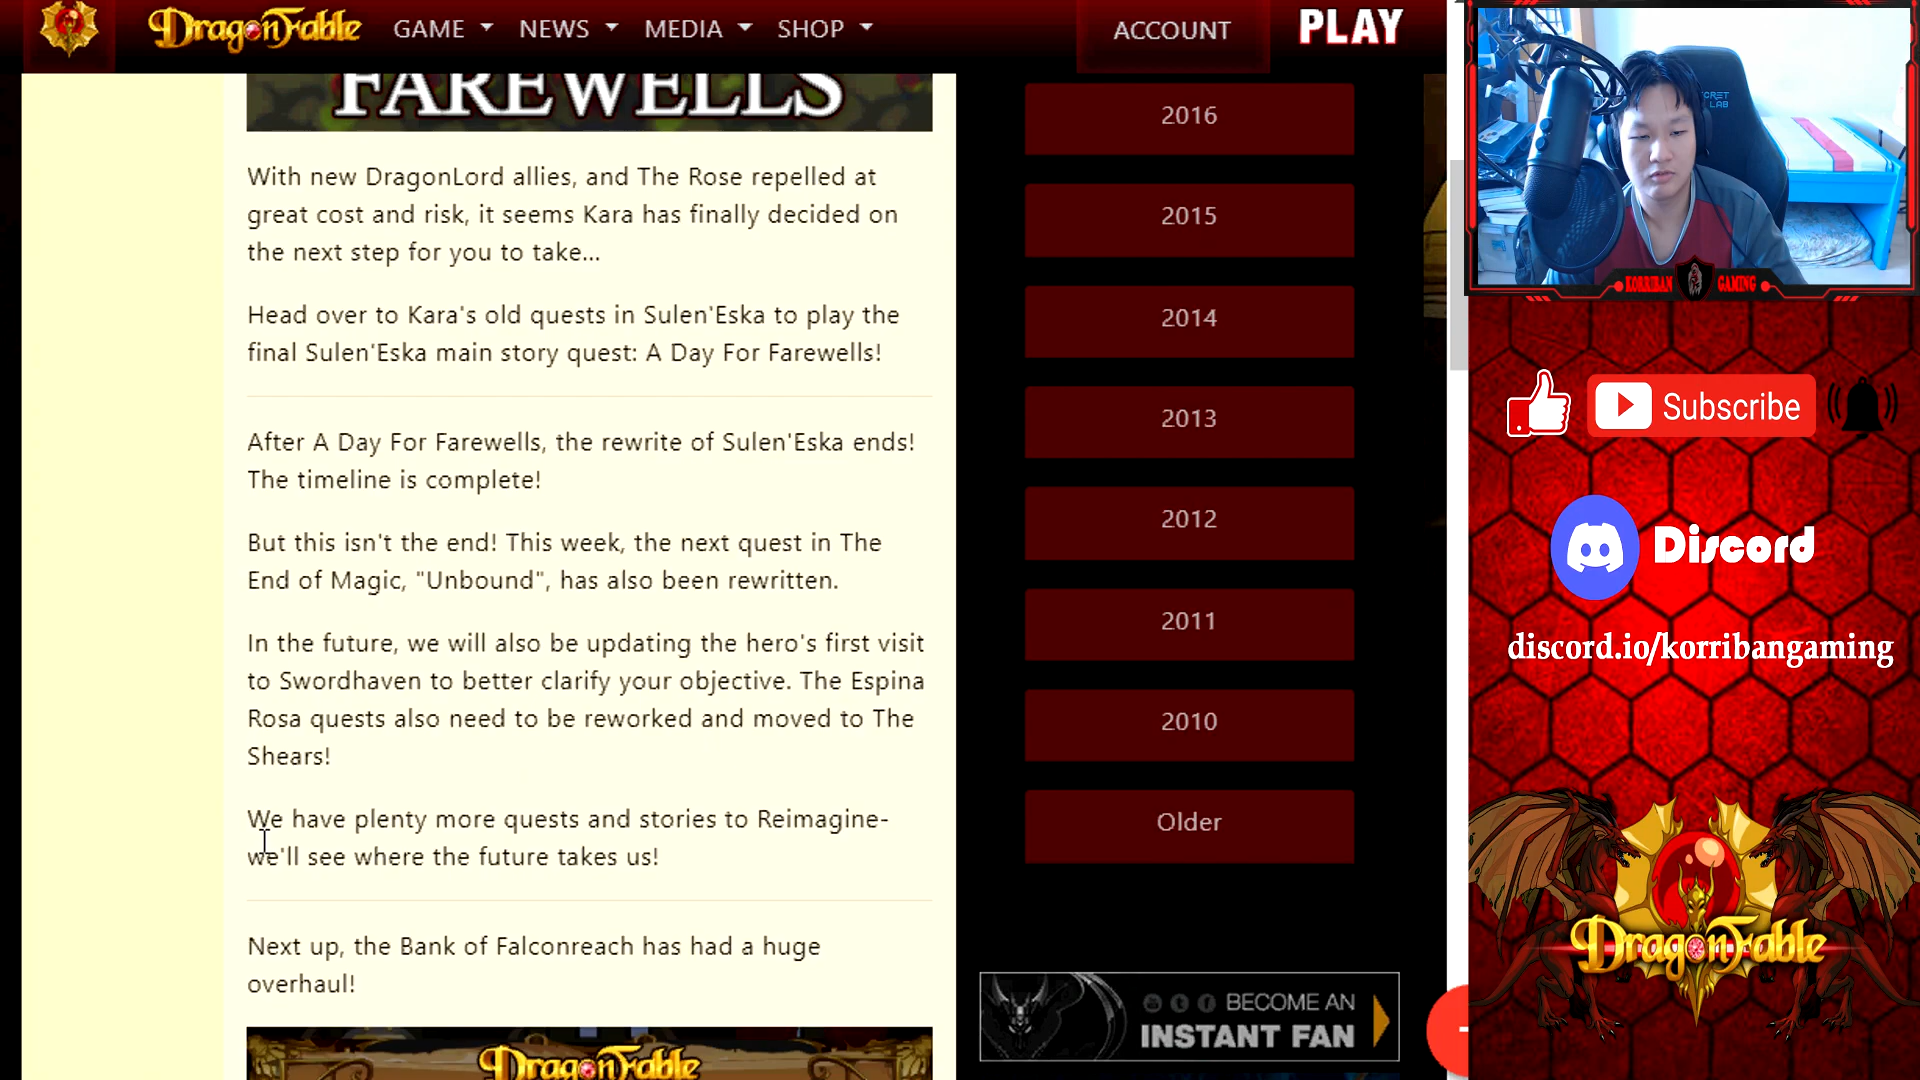 DragonFable
GAME
NEWS
MEDIA
SHOP
ACCOUNT
PLAY
FAREWELLS
With new DragonLord allies, and The Rose repelled at
great cost and risk, it seems Kara has finally decided on
the next step for you to take...
Head over to Kara's old quests in Sulen'Eska to play the
final Sulen'Eska main story quest: A Day For Farewells!
After A Day For Farewells, the rewrite of Sulen'Eska ends!
The timeline is complete!
But this isn't the end! This week, the next quest in The
End of Magic, "Unbound", has also been rewritten.
In the future, we will also be updating the hero's first visit
to Swordhaven to better clarify your objective. The Espina
Rosa quests also need to be reworked and moved to The
Shears!
We have plenty more quests and stories to Reimagine-
we'll see where the future takes us!
Next up, the Bank of Falconreach has had a huge
overhaul!
DragonFable
2016
2015
2014
2013
2012
2011
2010
Older
BECOME AN
INSTANT FAN
SECRET
LAB
KORRIBAN GAMING
Subscribe
Discord
discord.io/korribangaming
DragonFable